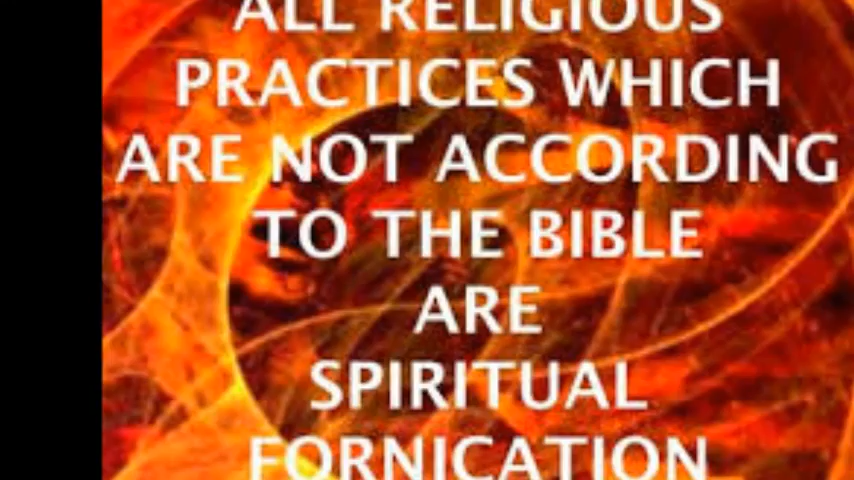 ALL RELIGIOUS
PRACTICES WHICH
ARE NOT ACCORDING
TO THE BIBLE
ARE
SPIRITUAL
FORNICATION